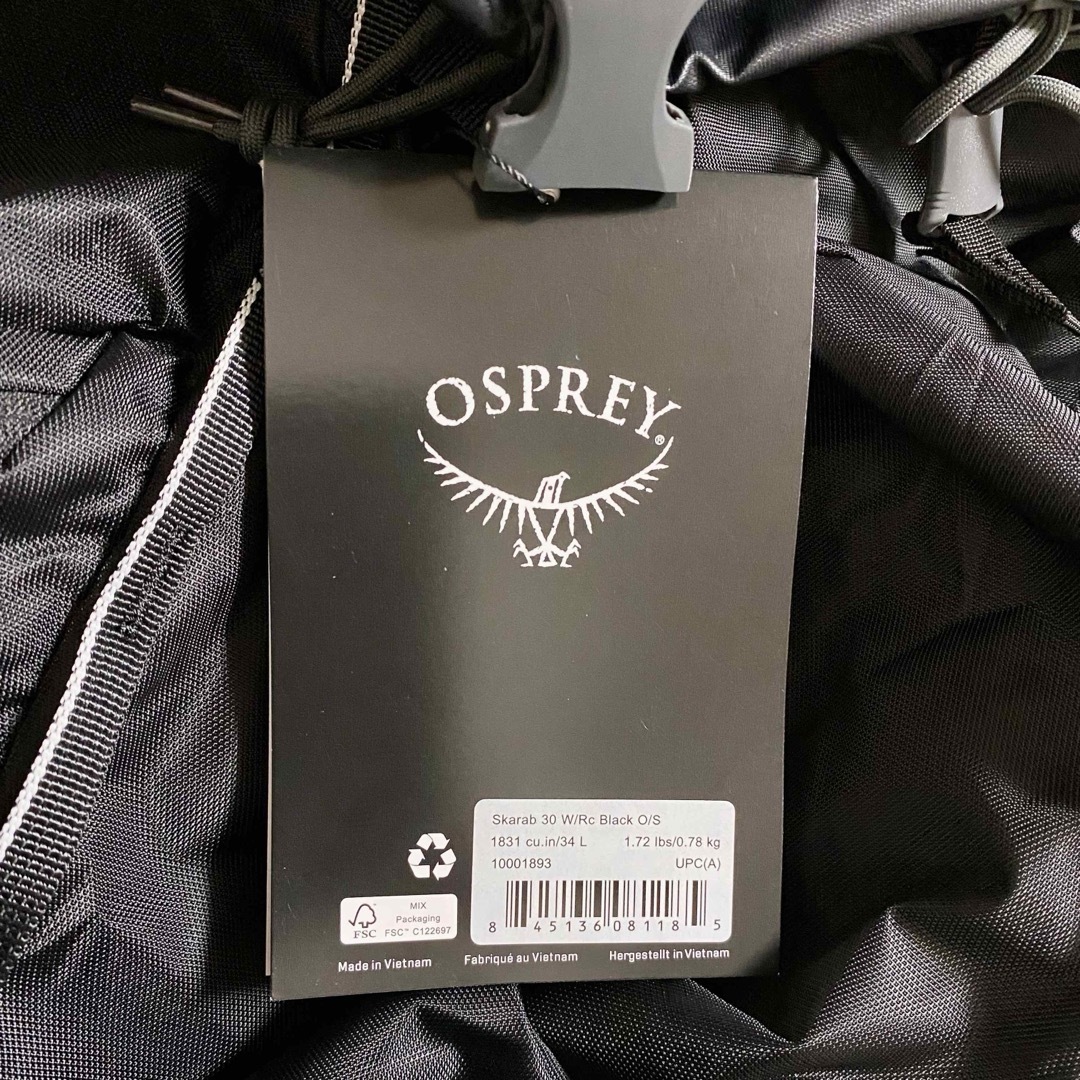 OSPREY®
Skarab 30 W/Rc Black O/S
1831 cu.in/34 L 1.72 lbs/0.78 kg
10001893 UPC(A)
8 45136 08118 5
MIX
Packaging
FSC™ C122697
FSC
Made in Vietnam Fabriqué au Vietnam Hergestellt in Vietnam